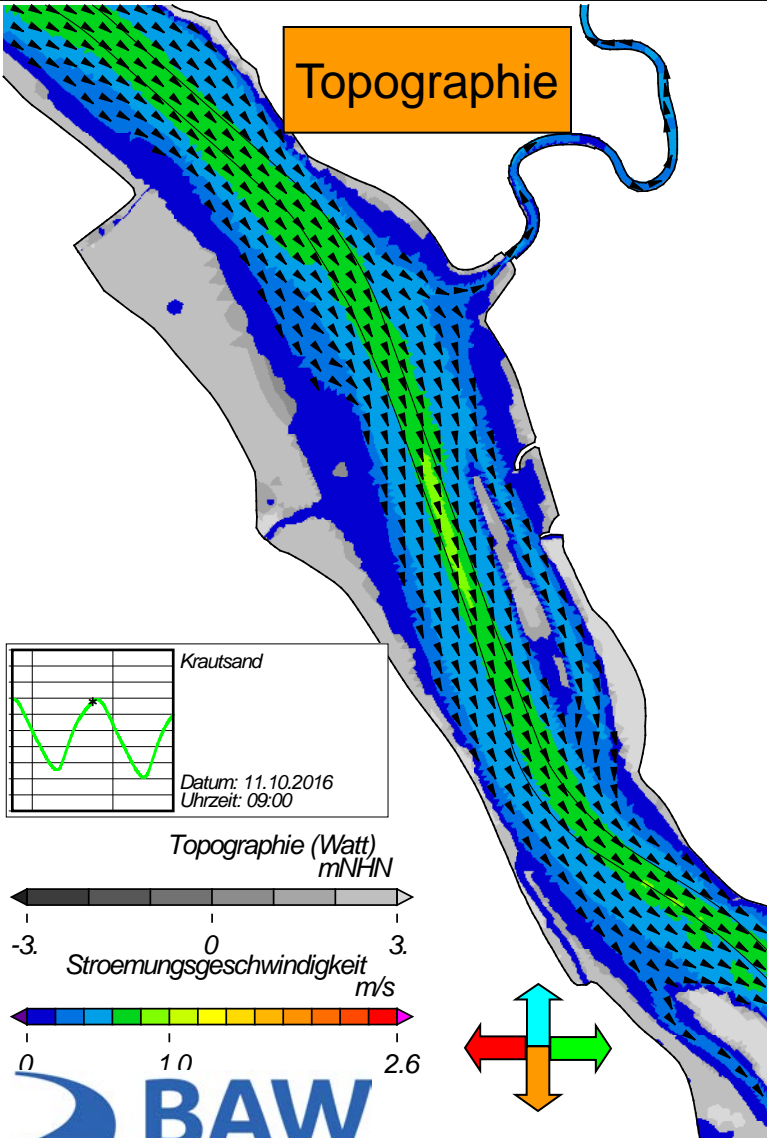 Topographie
Krautsand
Datum: 11.10.2016
Uhrzeit: 09:00
Topographie (Watt)
mNHN
-3. 0 3.
Stroemungsgeschwindigkeit
m/s
0 1.0 2.6
BAW